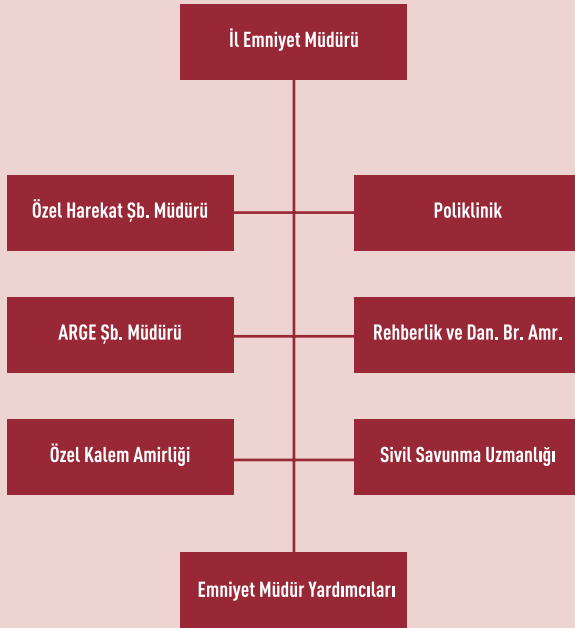 İl Emniyet Müdürü
Özel Harekat Şb. Müdürü
Poliklinik
ARGE Şb. Müdürü
Rehberlik ve Dan. Br. Amr.
Özel Kalem Amirliği
Sivil Savunma Uzmanlığı
Emniyet Müdür Yardımcıları